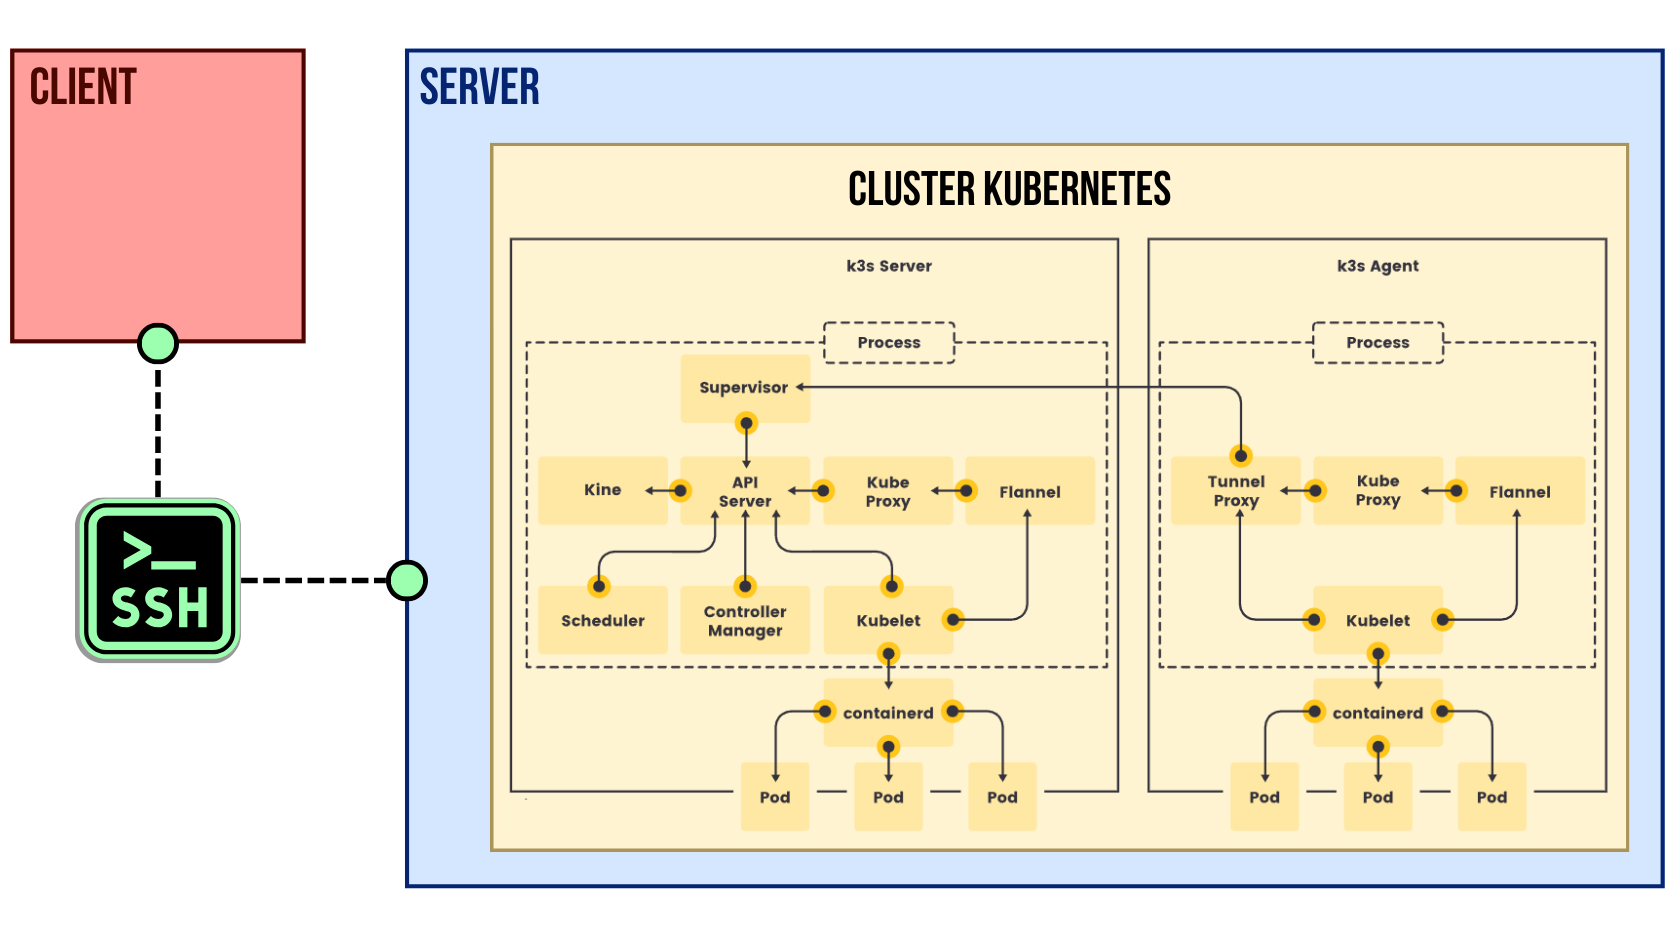 CLIENT
SERVER
CLUSTER KUBERNETES
k3s Server
k3s Agent
Process
Process
Supervisor
Kine
API
Server
Kube
Proxy
Flannel
Tunnel
Proxy
Kube
Proxy
Flannel
>_
SSH
Scheduler
Controller
Manager
Kubelet
Kubelet
containerd
containerd
Pod
Pod
Pod
Pod
Pod
Pod